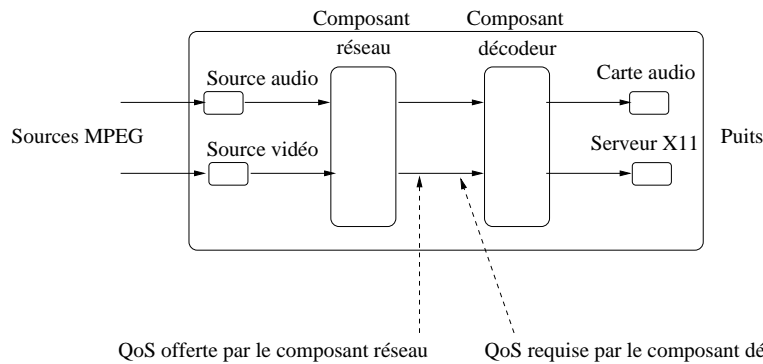 Composant Composant
réseau décodeur
Source audio Carte audio
Sources MPEG Source vidéo Serveur X11 Puits
QoS offerte par le composant réseau QoS requise par le composant dé